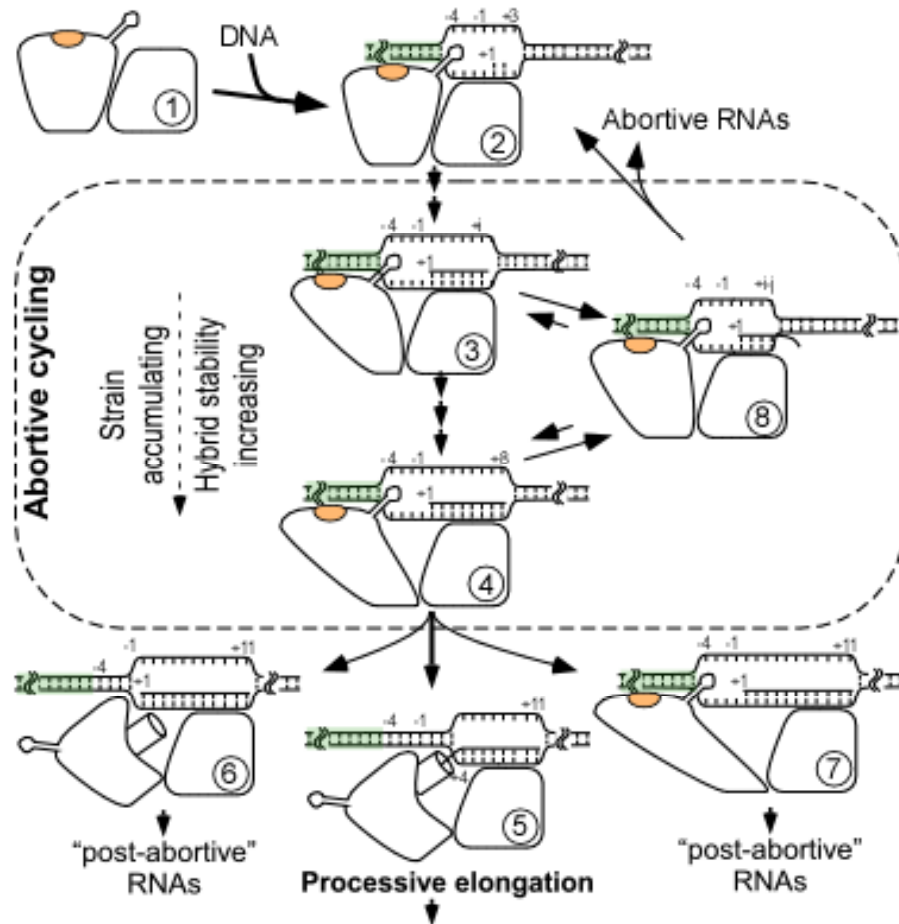 -4 -1 +3
DNA
+1
1
2
Abortive RNAs
-4 -1 +i
+1
3
-4 -1 +i-j
+1
8
Abortive cycling
Strain
accumulating
Hybrid stability
increasing
-4 -1 +8
+1
4
-1
-4 +11
+1
6
-4 -1 +11
+4
5
-4 -1 +11
+1
7
“post-abortive”
RNAs
Processive elongation
“post-abortive”
RNAs